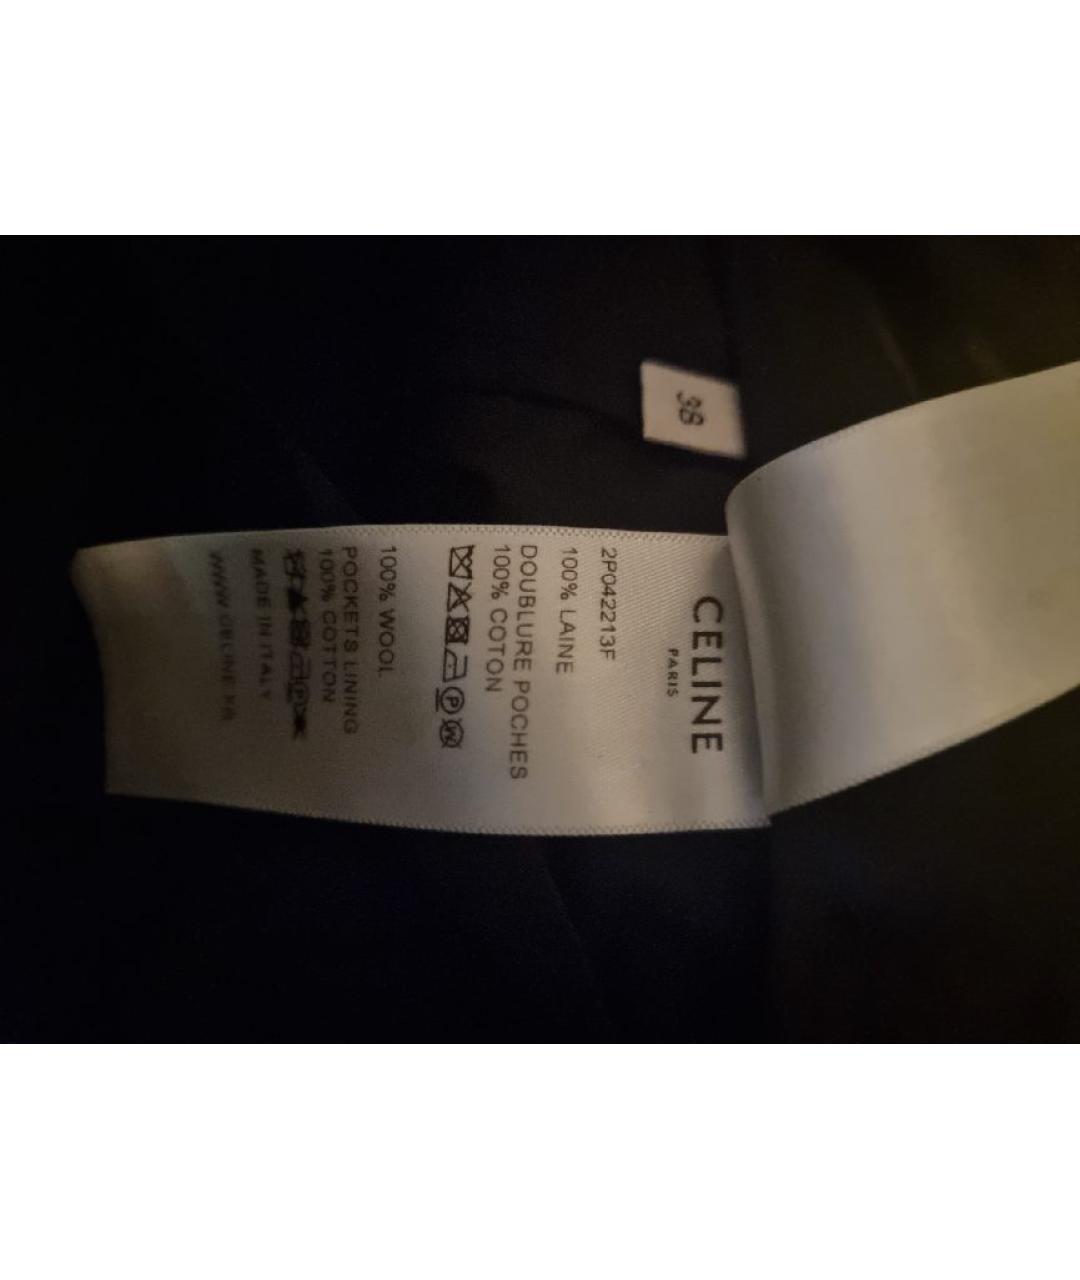 38
CELINE
PARIS
2P042213F
100% LAINE
DOUBLURE POCHES
100% COTON
P W
100% WOOL
POCKETS LINING
100% COTTON
MADE IN ITALY
WWW.CELINE.FR